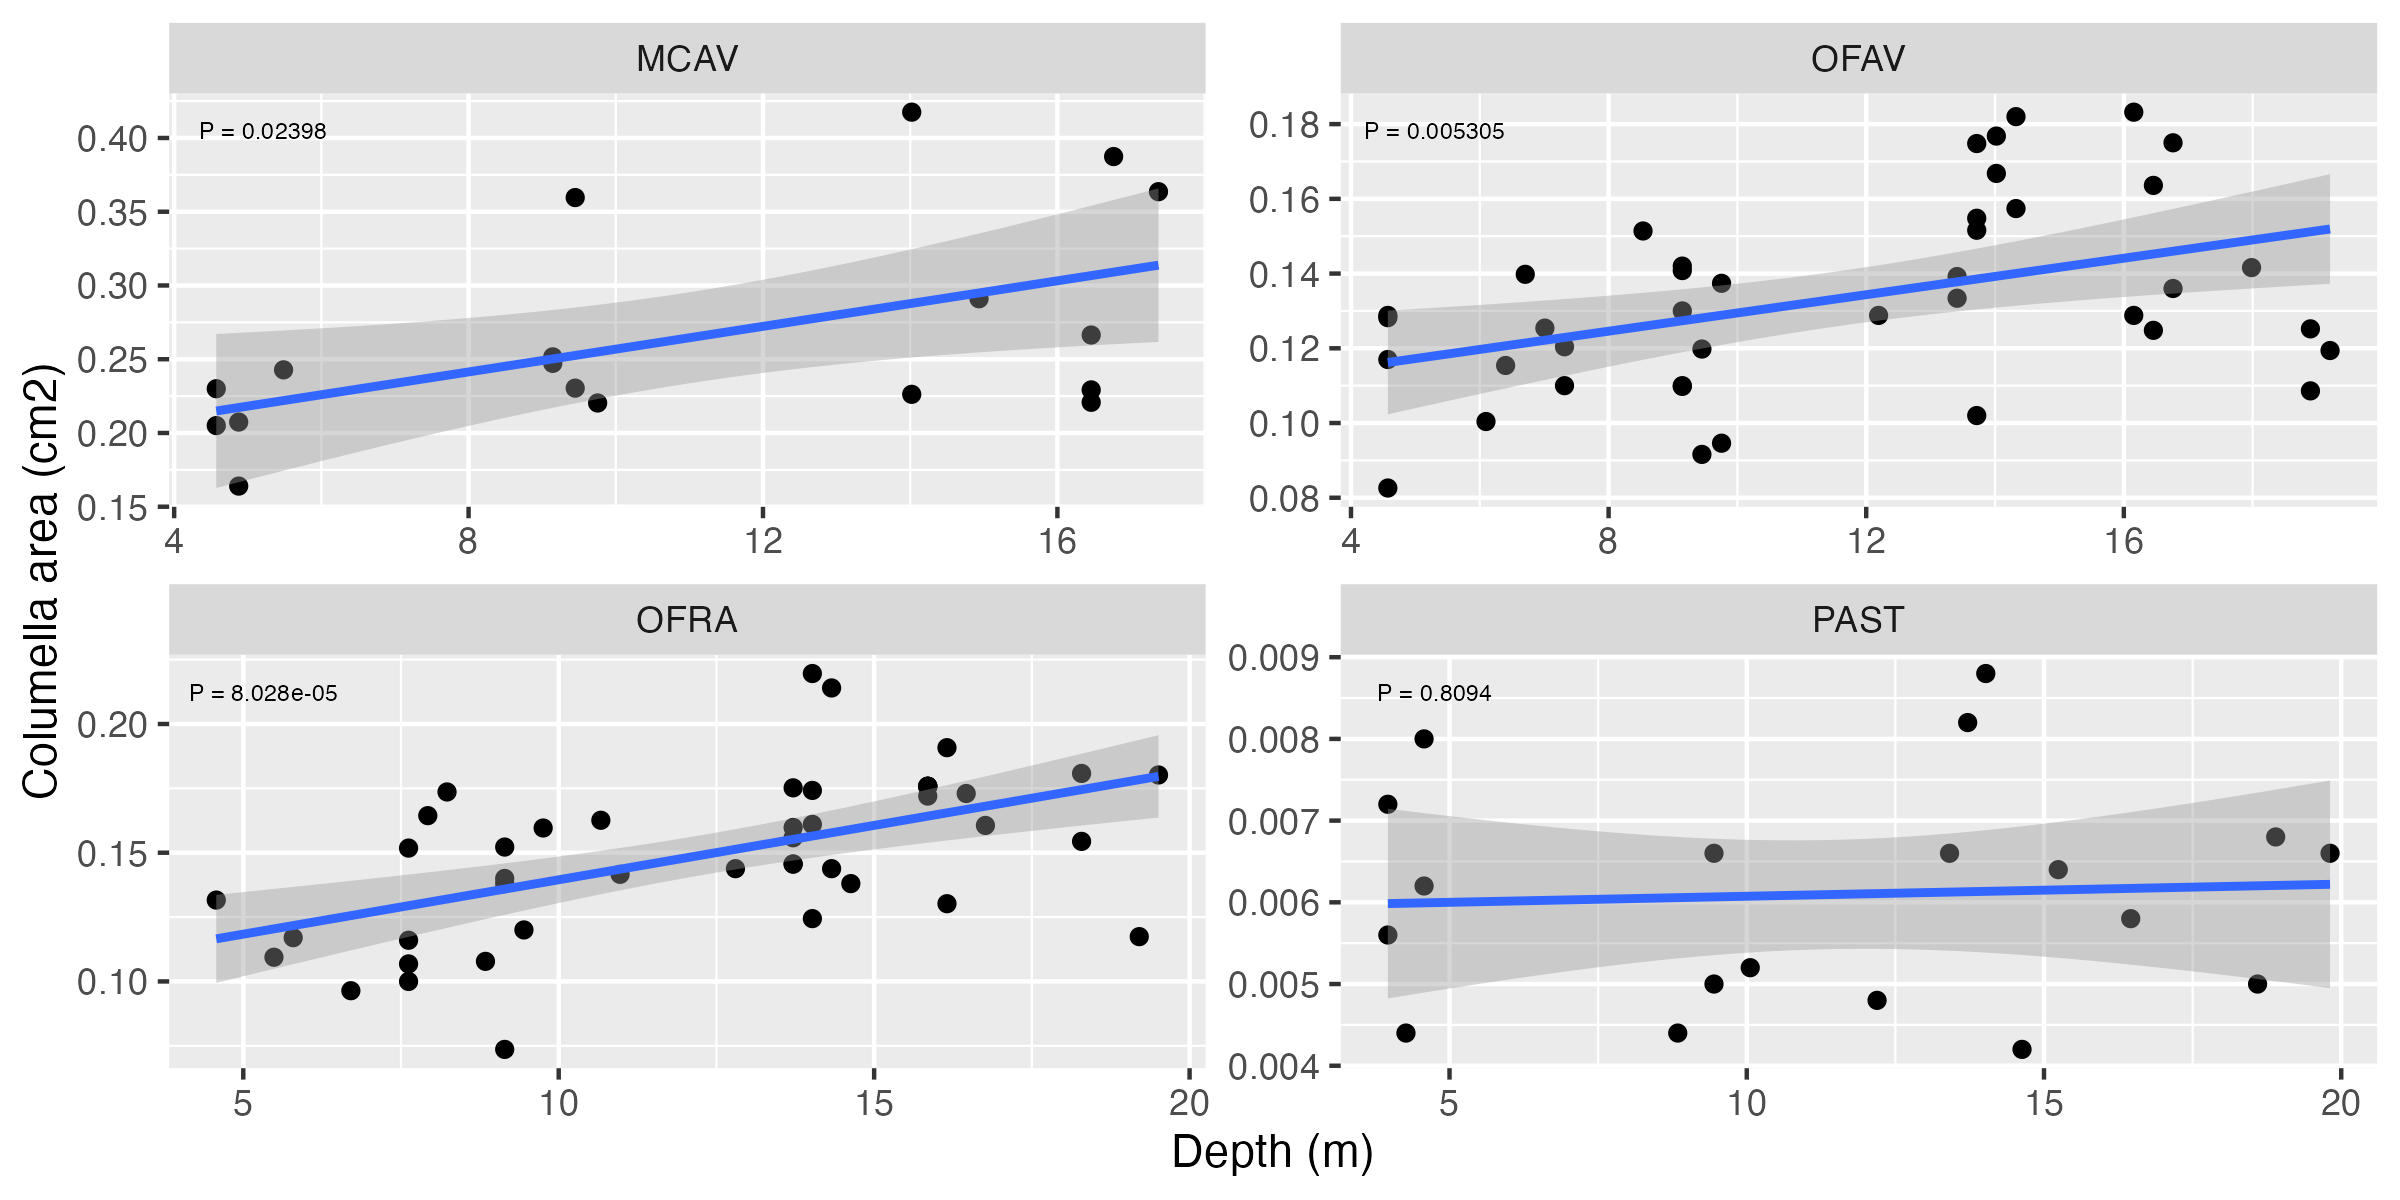 MCAV
OFAV
P = 0.02398
P = 0.005305
0.40
0.35
0.30
0.25
0.20
0.15
0.18
0.16
0.14
0.12
0.10
0.08
4 8 12 16
4 8 12 16
Columella area (cm2)
OFRA
PAST
P = 8.028e-05
P = 0.8094
0.20
0.15
0.10
0.009
0.008
0.007
0.006
0.005
0.004
5 10 15 20
5 10 15 20
Depth (m)